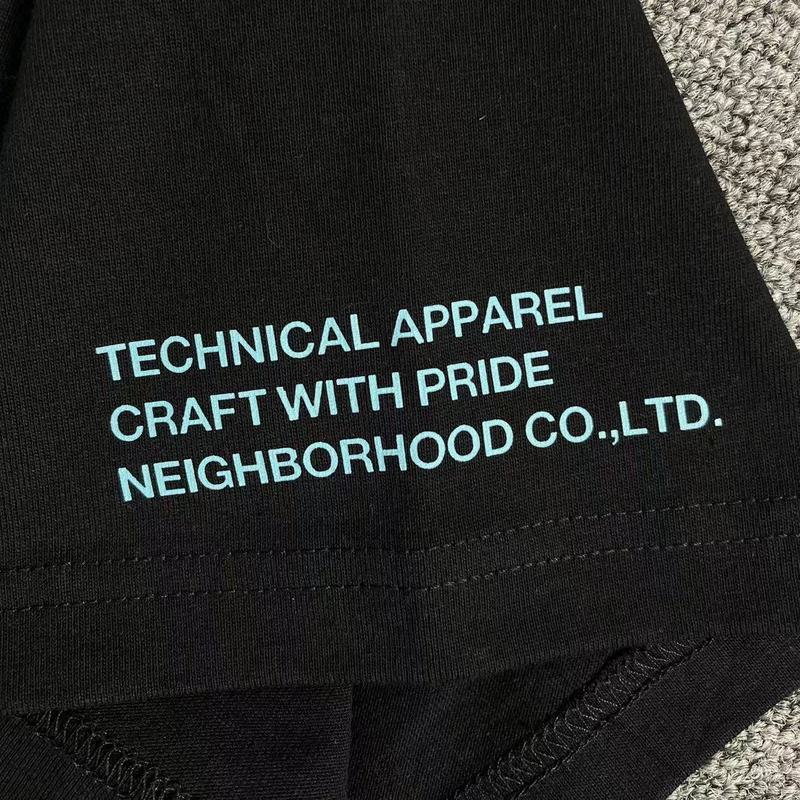 TECHNICAL APPAREL
CRAFT WITH PRIDE
NEIGHBORHOOD CO.,LTD.